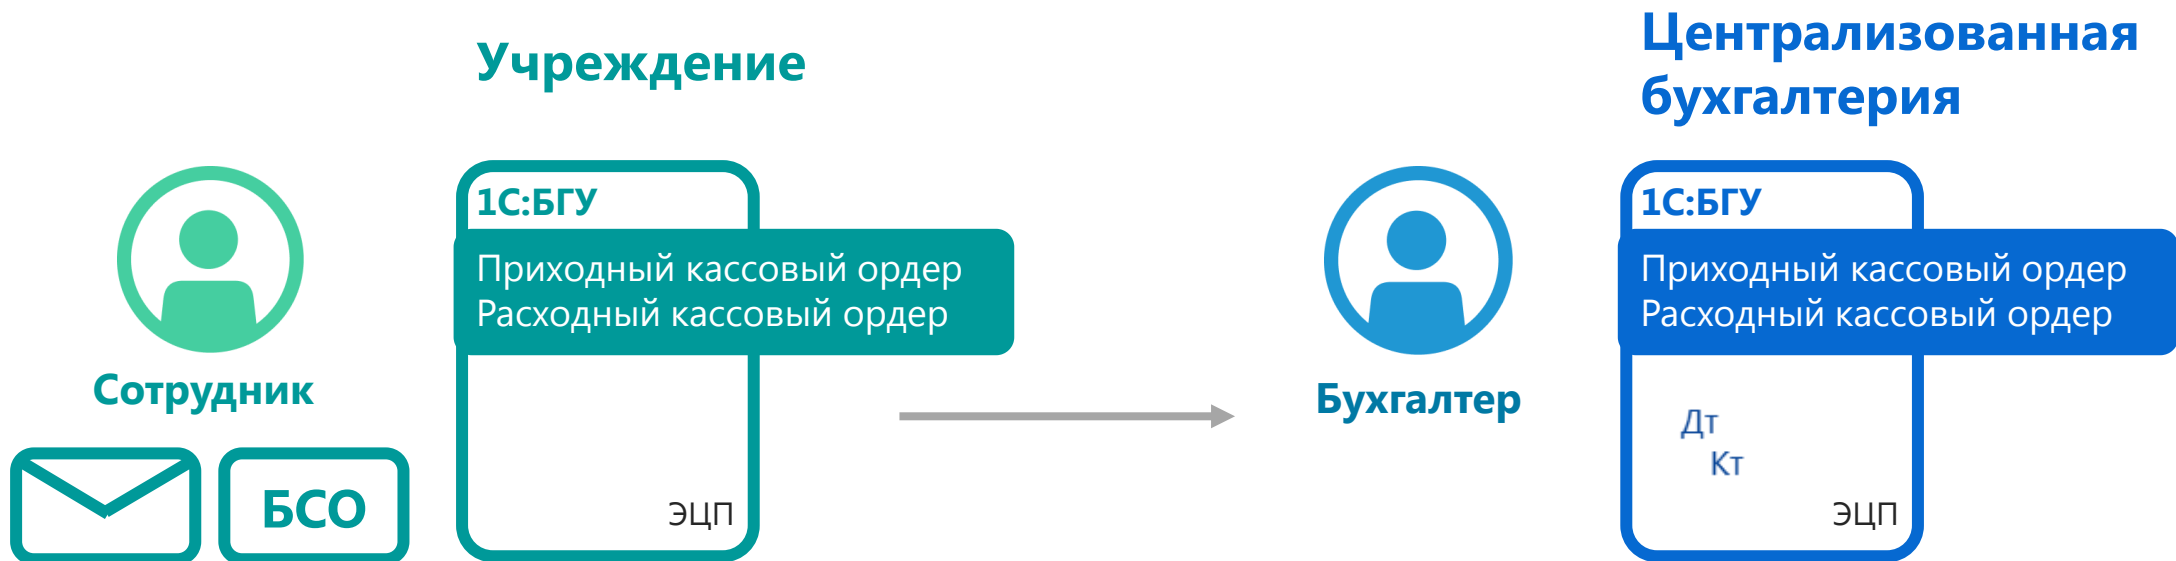 Учреждение
Централизованная
бухгалтерия
1С:БГУ
Приходный кассовый ордер
Расходный кассовый ордер
Сотрудник
БСО
ЭЦП
Бухгалтер
1С:БГУ
Приходный кассовый ордер
Расходный кассовый ордер
Дт
Кт
ЭЦП